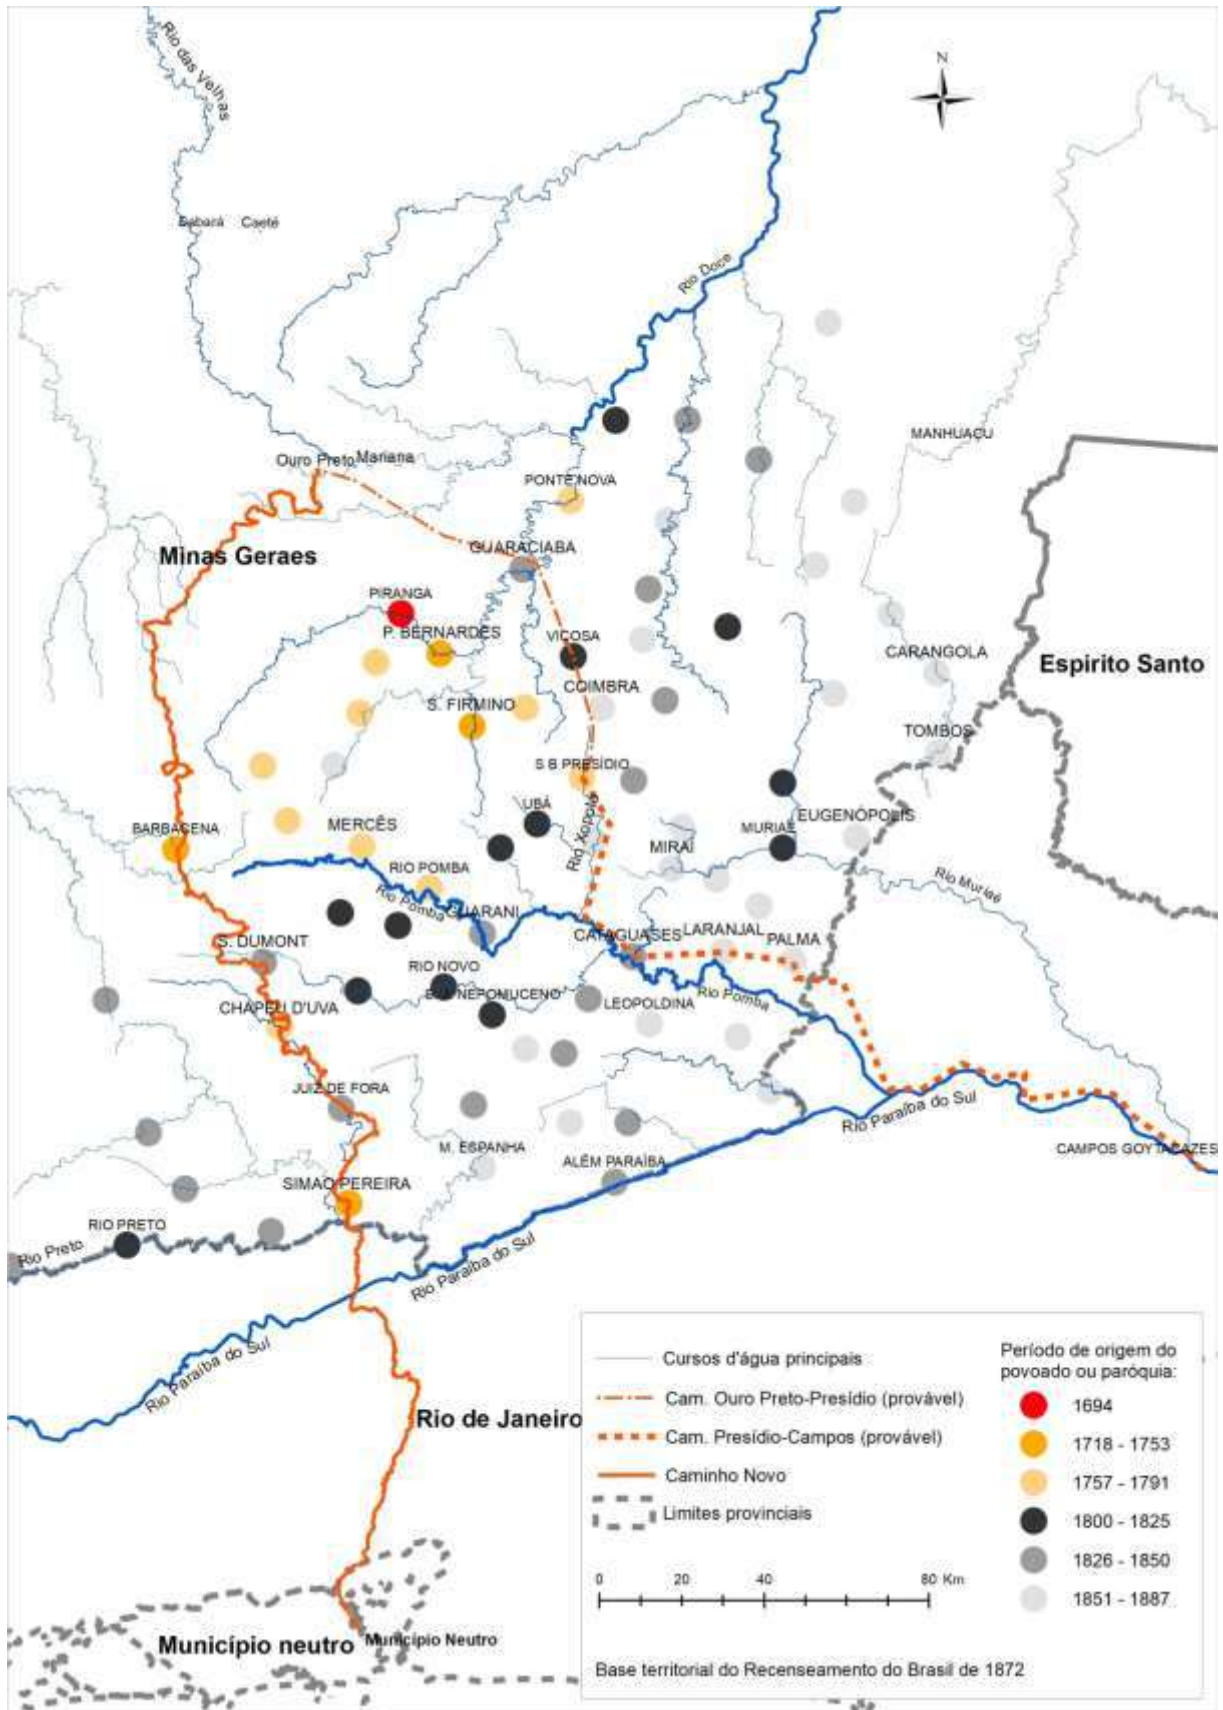 Rio das Velhas
N
Sabará Caeté
Rio Doce
MANHUAÇU
Ouro Preto Mariana
PONTE NOVA
Minas Geraes
GUARACIABA
PIRANGA
P. BERNARDES
VIÇOSA
CARANGOLA
Espirito Santo
COIMBRA
S. FIRMINO
TOMBOS
S B PRESÍDIO
UBÁ
Rio Xopotó
EUGENÓPOLIS
BARBACENA
MERCÊS
MURIAÉ
MIRAÍ
RIO POMBA
Rio Muriaé
Rio Pomba
GUARANI
S. DUMONT
CATAGUASES
LARANJAL
PALMA
RIO NOVO
NEPOMUCENO
Rio Pomba
CHAPEU D'UVA
LEOPOLDINA
JUIZ DE FORA
Rio Paraíba do Sul
M. ESPANHA
ALÉM PARAÍBA
CAMPOS GOYTACAZES
SIMAO PEREIRA
RIO PRETO
Rio Preto
Rio Paraíba do Sul
Rio Paraíba do Sul
Rio de Janeiro
Município neutro
Município Neutro
Cursos d'água principais
Cam. Ouro Preto-Presídio (provável)
Cam. Presídio-Campos (provável)
Caminho Novo
Limites provinciais
Período de origem do
povoado ou paróquia:
1694
1718 - 1753
1757 - 1791
1800 - 1825
1826 - 1850
1851 - 1887
0 20 40 80 Km
Base territorial do Recenseamento do Brasil de 1872